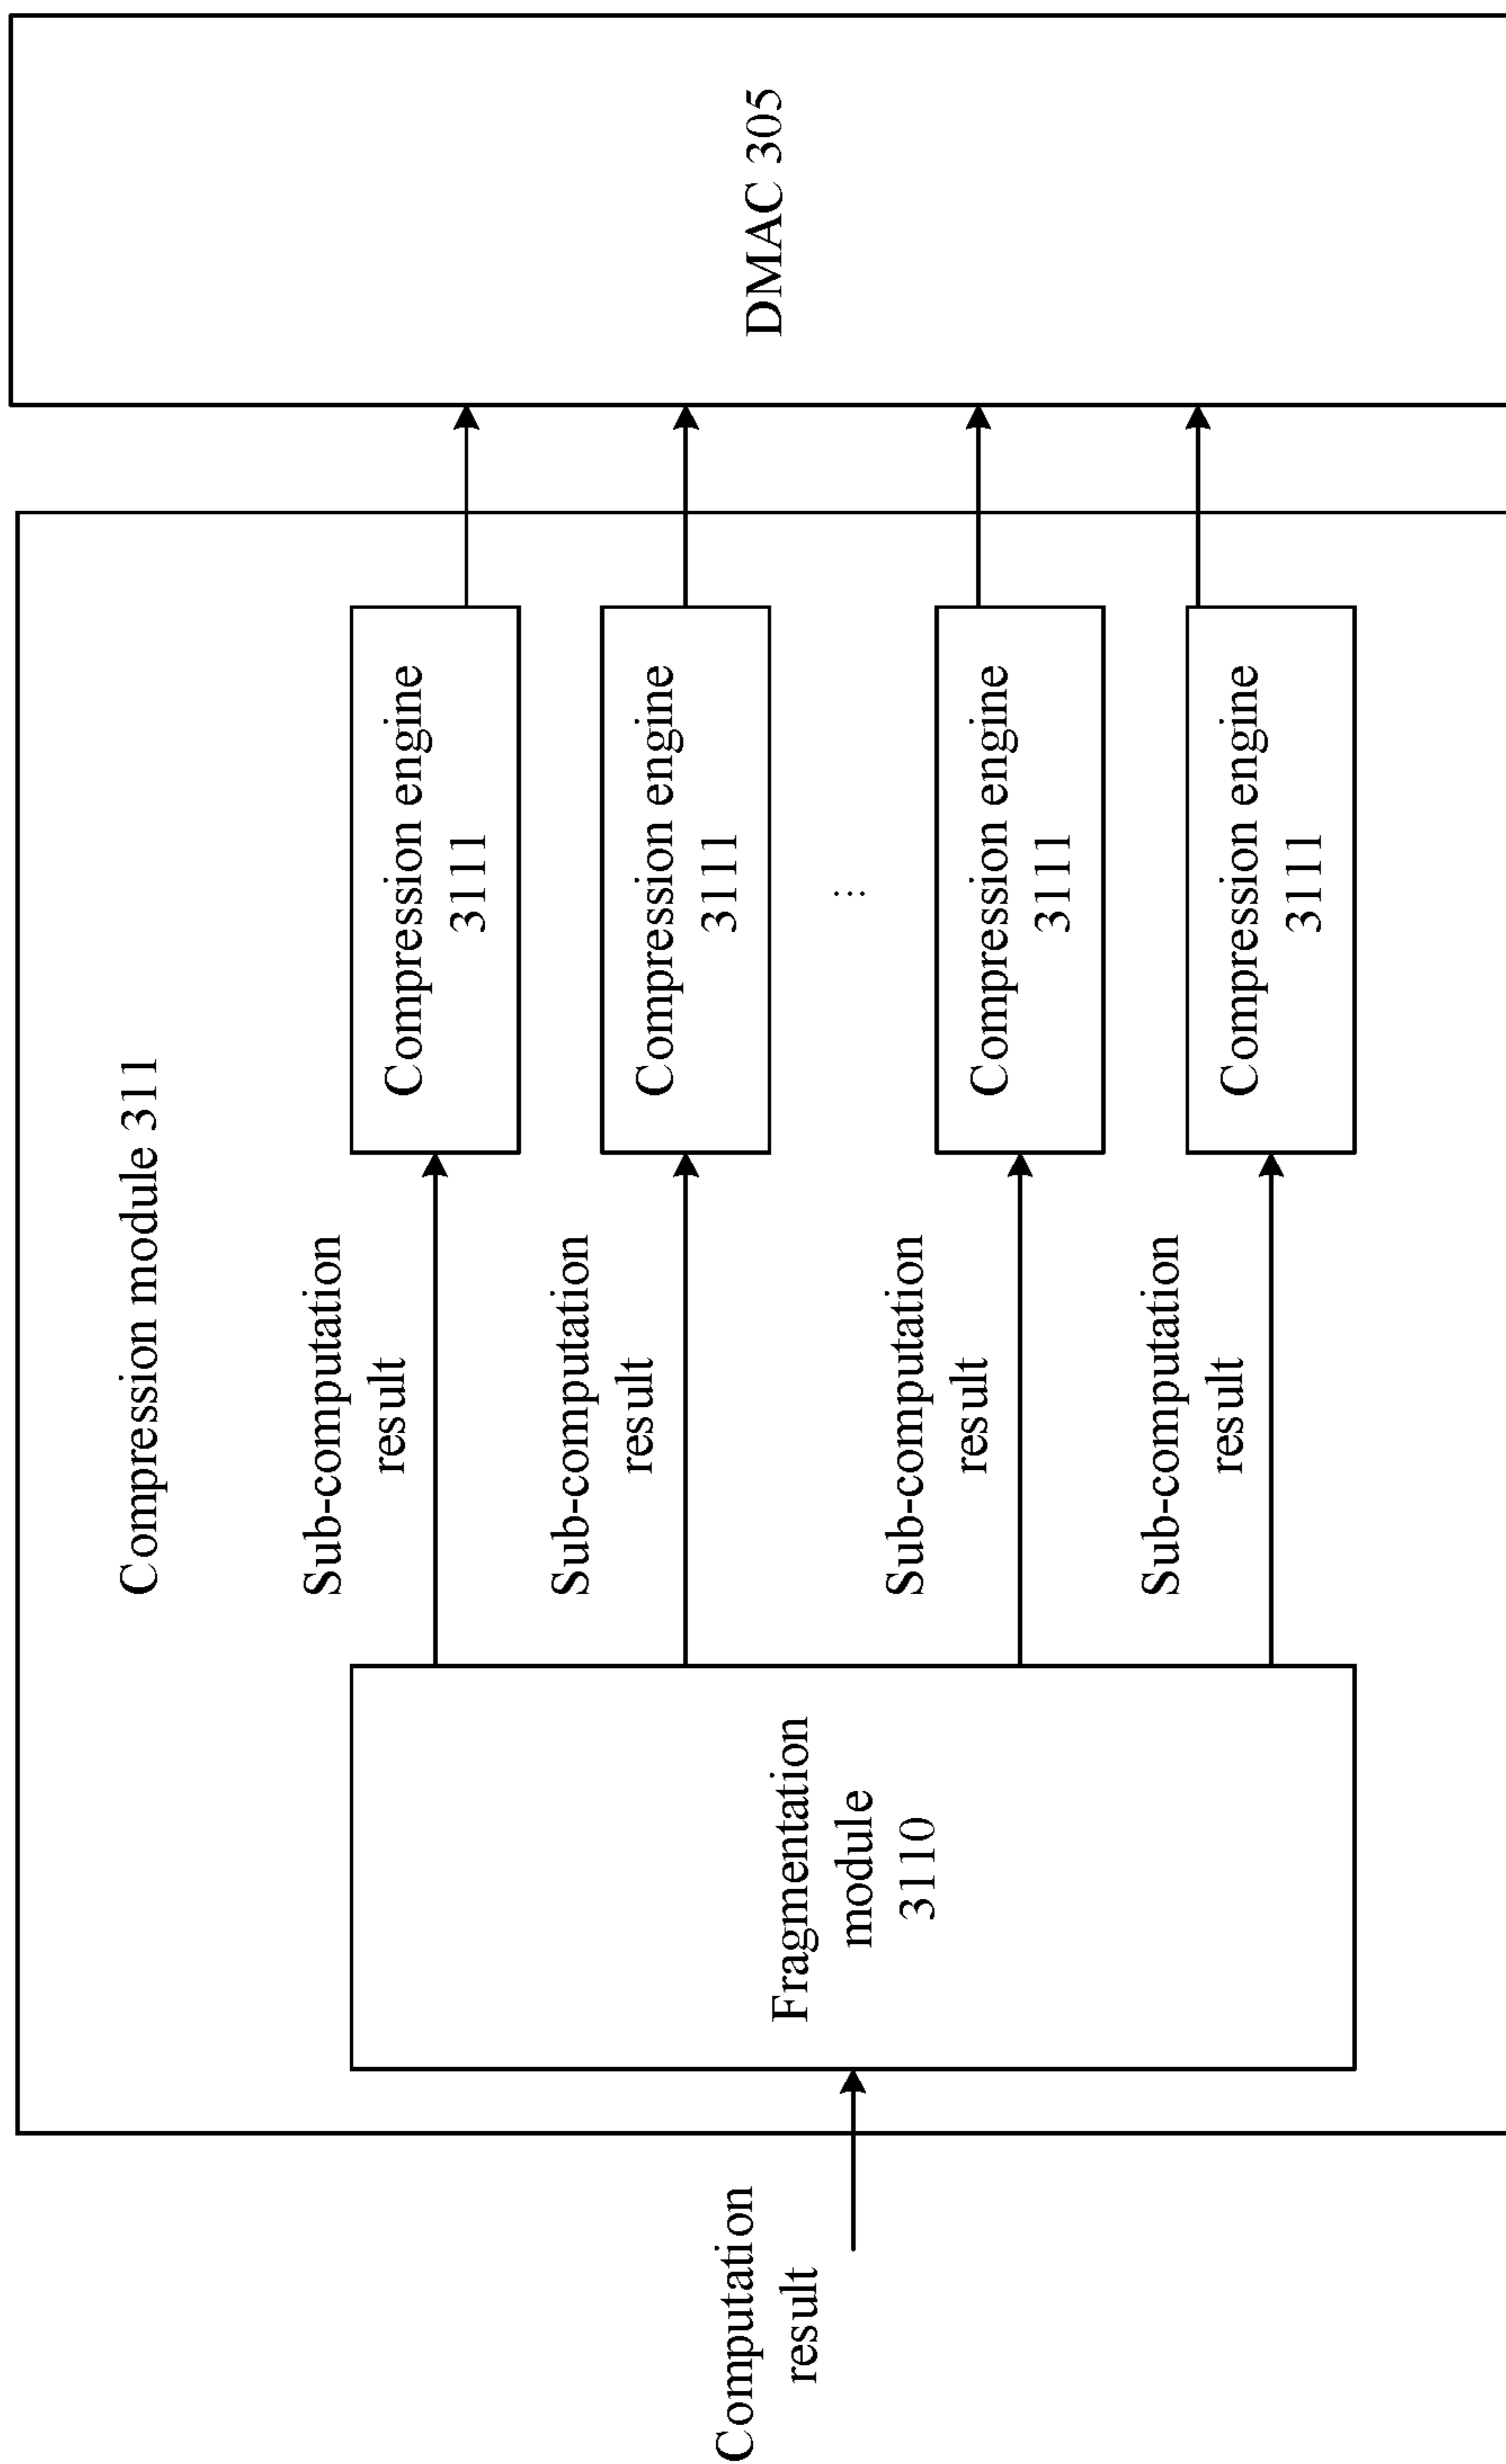 Compression module 311
Computation
result
Fragmentation
module
3110
Sub-computation
result
Compression engine
3111
Sub-computation
result
Compression engine
3111
...
Sub-computation
result
Compression engine
3111
Sub-computation
result
Compression engine
3111
DMAC 305